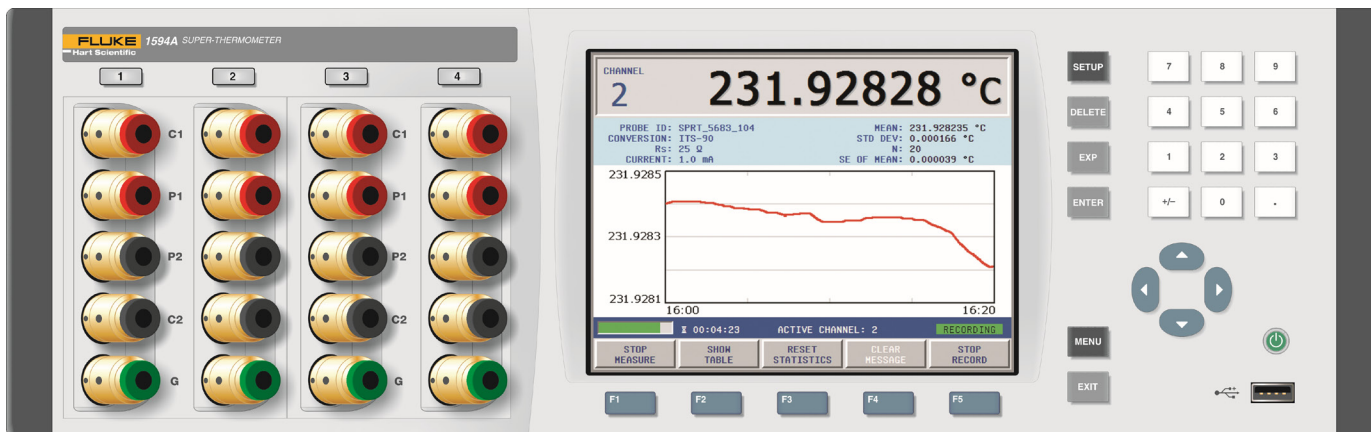 FLUKE 1594A SUPER-THERMOMETER
Hart Scientific
1 2 3 4
C1 C1
P1 P1
P2 P2
C2 C2
G G
CHANNEL
2
231.92828 °C
PROBE ID: SPRT_5683_104 MEAN: 231.928235 °C
CONVERSION: ITS-90 STD DEV: 0.000166 °C
Rs: 25 Ω N: 20
CURRENT: 1.0 mA SE OF MEAN: 0.000039 °C
231.9285
231.9283
231.9281
16:00 16:20
00:04:23 ACTIVE CHANNEL: 2 RECORDING
STOP MEASURE
SHOW TABLE
RESET STATISTICS
CLEAR MESSAGE
STOP RECORD
F1 F2 F3 F4 F5
SETUP 7 8 9
DELETE 4 5 6
EXP 1 2 3
ENTER +/− 0 .
MENU
EXIT